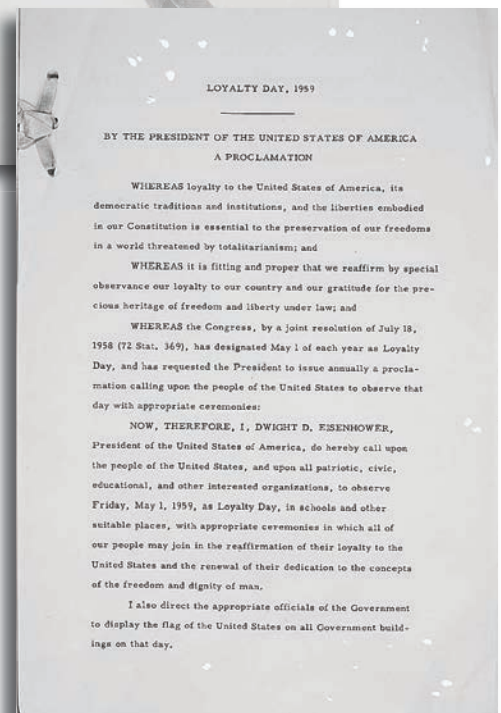 LOYALTY DAY, 1959
BY THE PRESIDENT OF THE UNITED STATES OF AMERICA
A PROCLAMATION
WHEREAS loyalty to the United States of America, its
democratic traditions and institutions, and the liberties embodied
in our Constitution is essential to the preservation of our freedoms
in a world threatened by totalitarianism; and
WHEREAS it is fitting and proper that we reaffirm by special
observance our loyalty to our country and our gratitude for the pre-
cious heritage of freedom and liberty under law; and
WHEREAS the Congress, by a joint resolution of July 18,
1958 (72 Stat. 369), has designated May 1 of each year as Loyalty
Day, and has requested the President to issue annually a procla-
mation calling upon the people of the United States to observe that
day with appropriate ceremonies:
NOW, THEREFORE, I, DWIGHT D. EISENHOWER,
President of the United States of America, do hereby call upon
the people of the United States, and upon all patriotic, civic,
educational, and other interested organizations, to observe
Friday, May 1, 1959, as Loyalty Day, in schools and other
suitable places, with appropriate ceremonies in which all of
our people may join in the reaffirmation of their loyalty to the
United States and the renewal of their dedication to the concepts
of the freedom and dignity of man.
I also direct the appropriate officials of the Government
to display the flag of the United States on all Government build-
ings on that day.